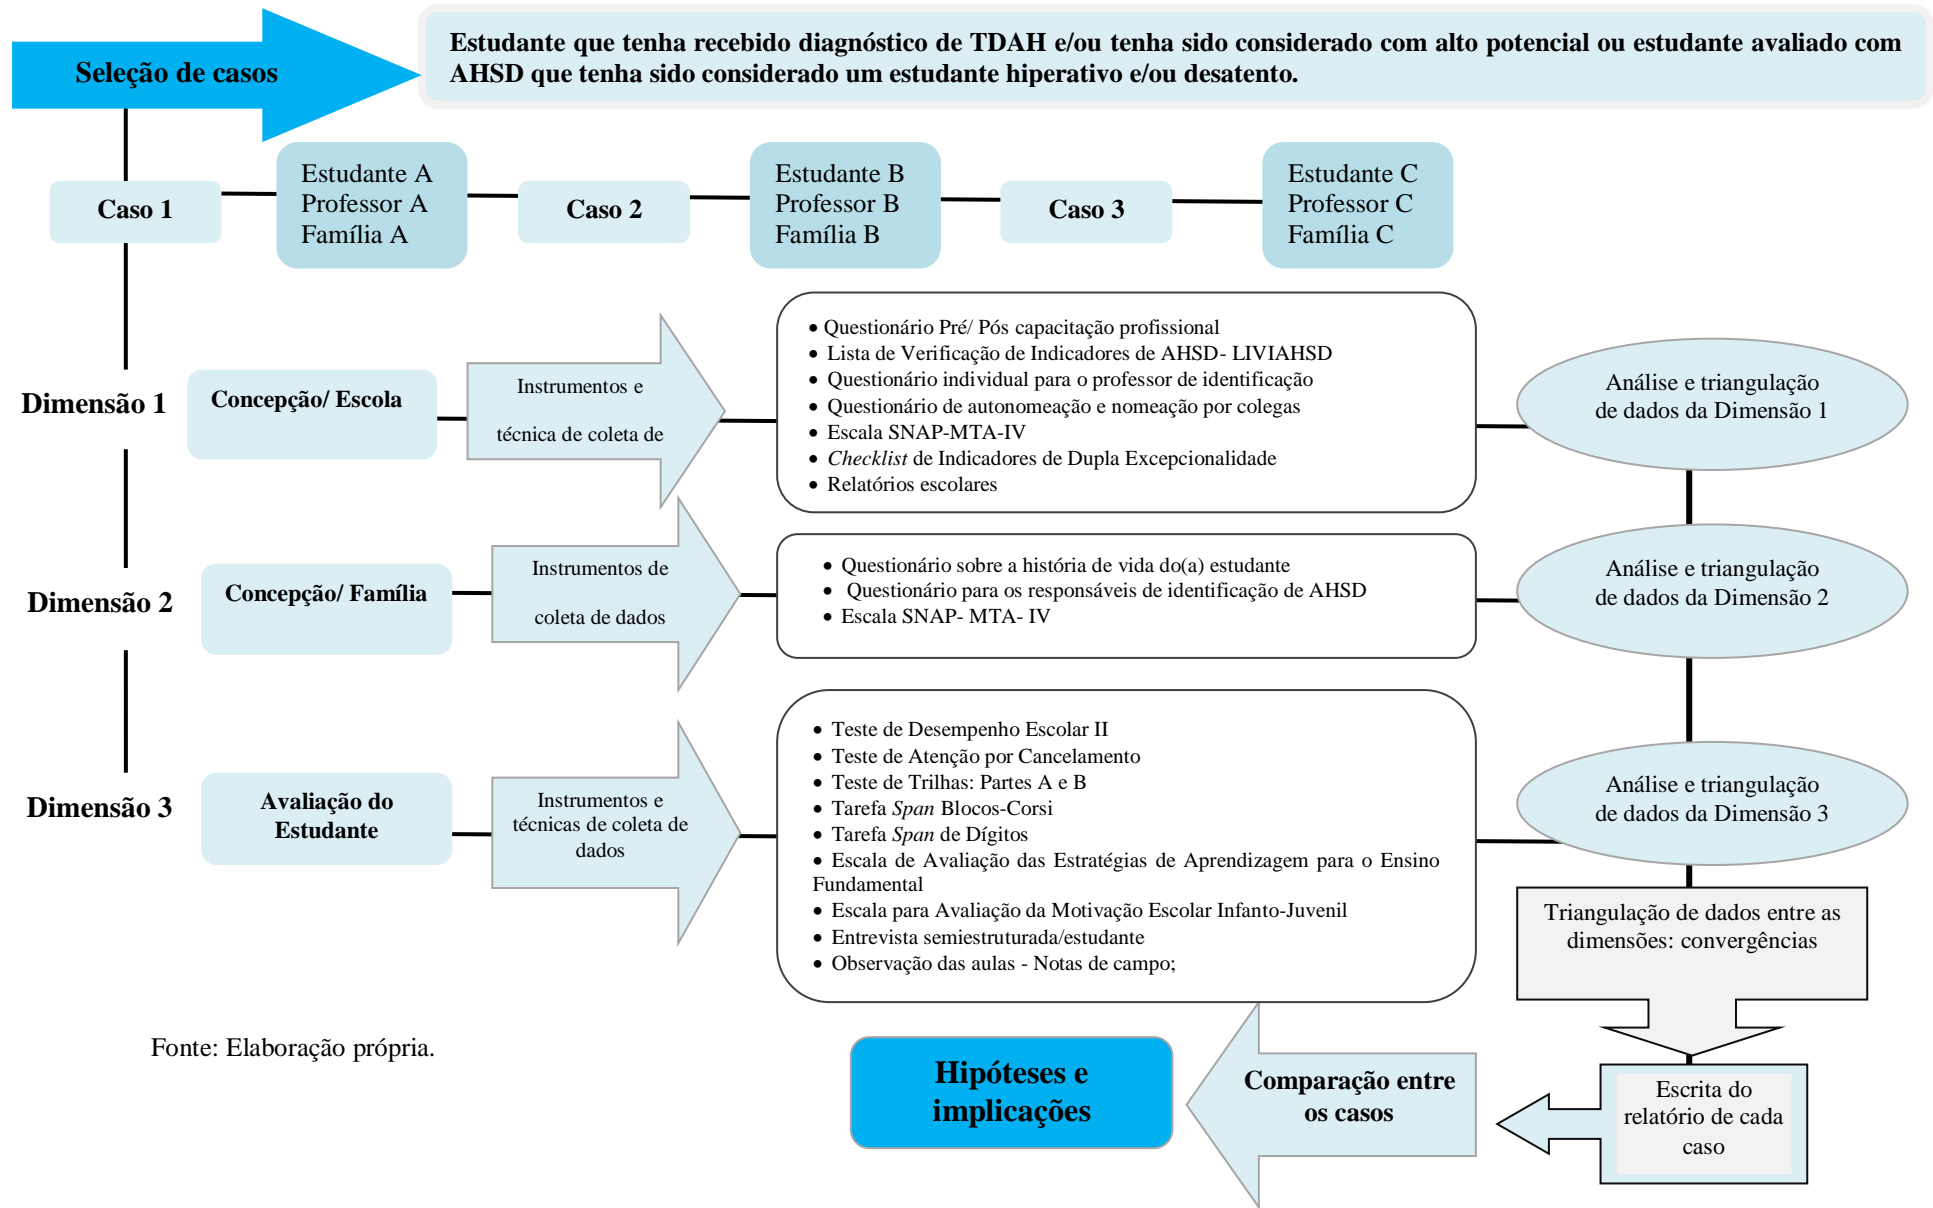 Seleção de casos
Estudante que tenha recebido diagnóstico de TDAH e/ou tenha sido considerado com alto potencial ou estudante avaliado com
AHSD que tenha sido considerado um estudante hiperativo e/ou desatento.
Caso 1
Estudante A
Professor A
Família A
Caso 2
Estudante B
Professor B
Família B
Caso 3
Estudante C
Professor C
Família C
Dimensão 1
Concepção/ Escola
Instrumentos e
técnica de coleta de
• Questionário Pré/ Pós capacitação profissional
• Lista de Verificação de Indicadores de AHSD- LIVIAHSD
• Questionário individual para o professor de identificação
• Questionário de autonomeação e nomeação por colegas
• Escala SNAP-MTA-IV
• Checklist de Indicadores de Dupla Excepcionalidade
• Relatórios escolares
Análise e triangulação
de dados da Dimensão 1
Dimensão 2
Concepção/ Família
Instrumentos de
coleta de dados
• Questionário sobre a história de vida do(a) estudante
• Questionário para os responsáveis de identificação de AHSD
• Escala SNAP- MTA- IV
Análise e triangulação
de dados da Dimensão 2
Dimensão 3
Avaliação do
Estudante
Instrumentos e
técnicas de coleta de
dados
• Teste de Desempenho Escolar II
• Teste de Atenção por Cancelamento
• Teste de Trilhas: Partes A e B
• Tarefa Span Blocos-Corsi
• Tarefa Span de Dígitos
• Escala de Avaliação das Estratégias de Aprendizagem para o Ensino
Fundamental
• Escala para Avaliação da Motivação Escolar Infanto-Juvenil
• Entrevista semiestruturada/estudante
• Observação das aulas - Notas de campo;
Análise e triangulação
de dados da Dimensão 3
Triangulação de dados entre as
dimensões: convergências
Escrita do
relatório de cada
caso
Comparação entre
os casos
Hipóteses e
implicações
Fonte: Elaboração própria.